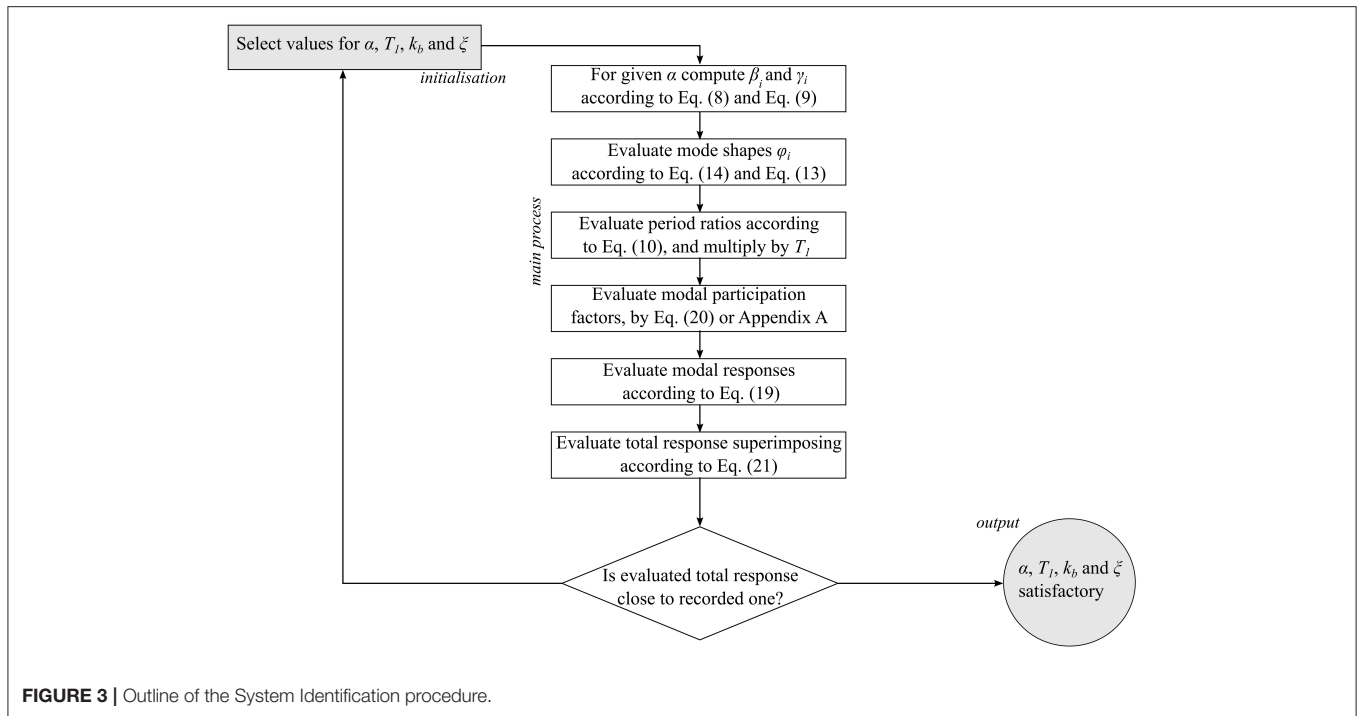 Select values for α, T1, kb and ξ
initialisation
For given α compute βi and γi
according to Eq. (8) and Eq. (9)
Evaluate mode shapes φi
according to Eq. (14) and Eq. (13)
main process
Evaluate period ratios according
to Eq. (10), and multiply by T1
Evaluate modal participation
factors, by Eq. (20) or Appendix A
Evaluate modal responses
according to Eq. (19)
Evaluate total response superimposing
according to Eq. (21)
Is evaluated total response
close to recorded one?
output
α, T1, kb and ξ
satisfactory
FIGURE 3 | Outline of the System Identification procedure.